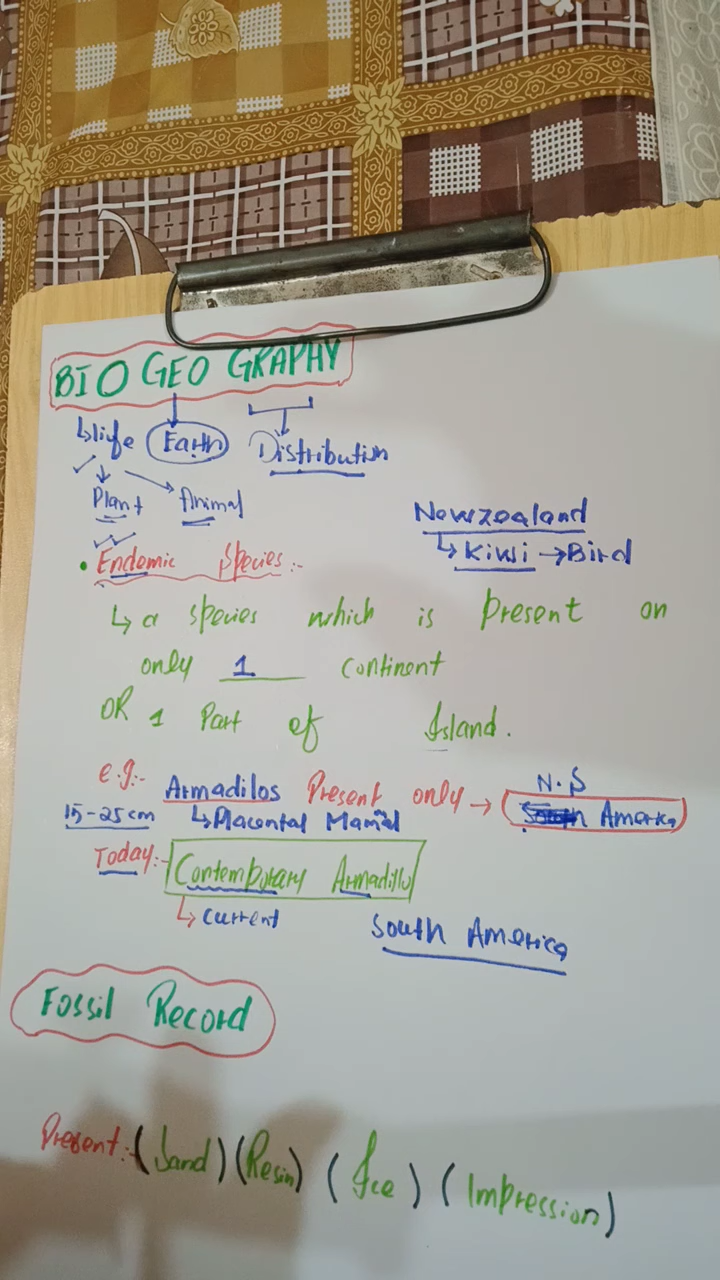 BIO GEO GRAPHY
↳ life Earth Distribution
Plant Animal
Newzealand
↳ Kiwi → Bird
• Endemic Species:-
↳ a species which is Present on
only 1 continent
OR 1 Part of Island.
e.g:- Armadilos Present only → N.S South America
15-25cm ↳ Placental Mamal
Today:- Contemporary Armadillo
↳ Current
South America
Fossil Record
Present:- (Sand) (Resin) (Ice) (Impression)